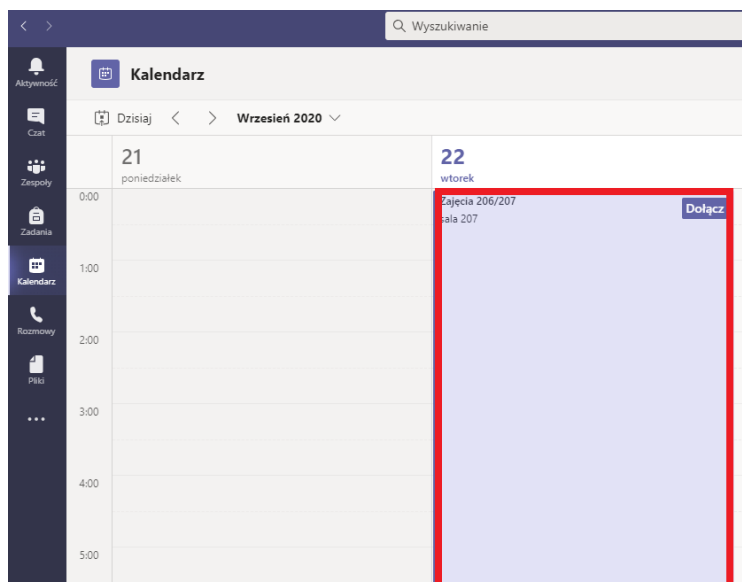 Wyszukiwanie
Aktywność
Czat
Zespoły
Zadania
Kalendarz
Rozmowy
Pliki
Kalendarz
Dzisiaj Wrzesień 2020
21
poniedziałek
22
wtorek
0:00
1:00
2:00
3:00
4:00
5:00
Zajęcia 206/207
sala 207
Dołącz